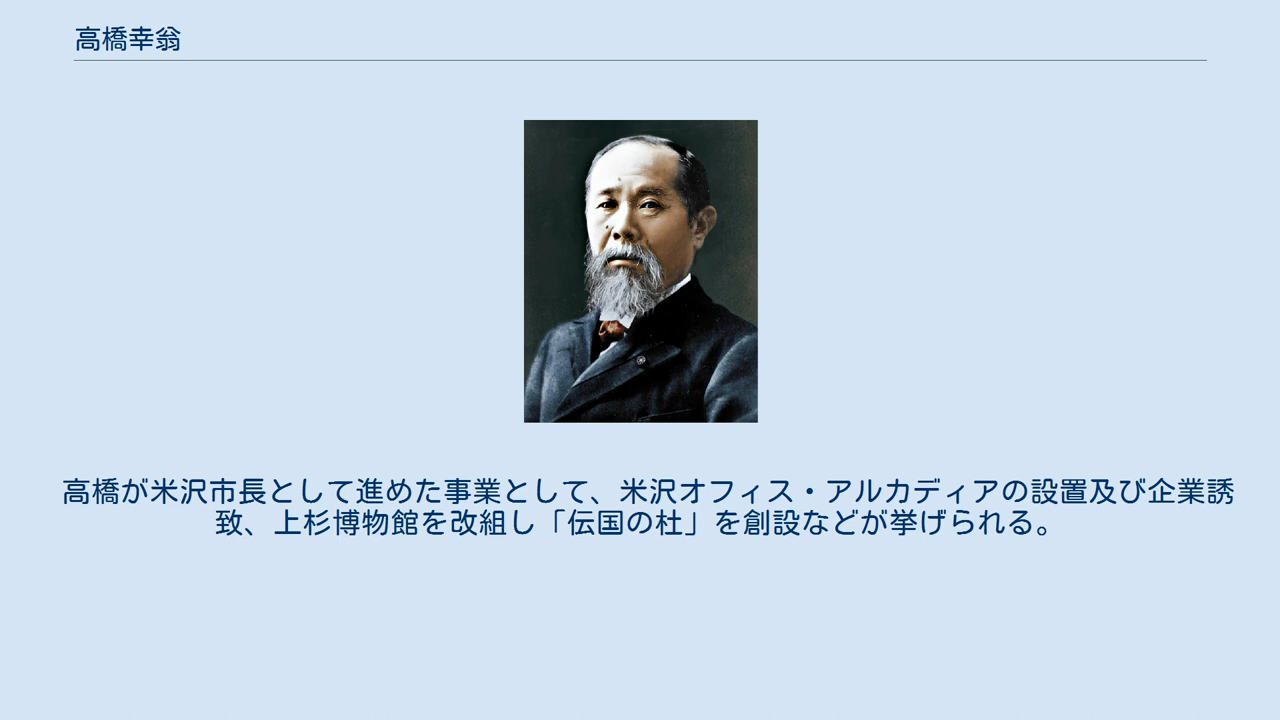 高橋幸翁
高橋が米沢市長として進めた事業として、米沢オフィス・アルカディアの設置及び企業誘
致、上杉博物館を改組し「伝国の杜」を創設などが挙げられる。